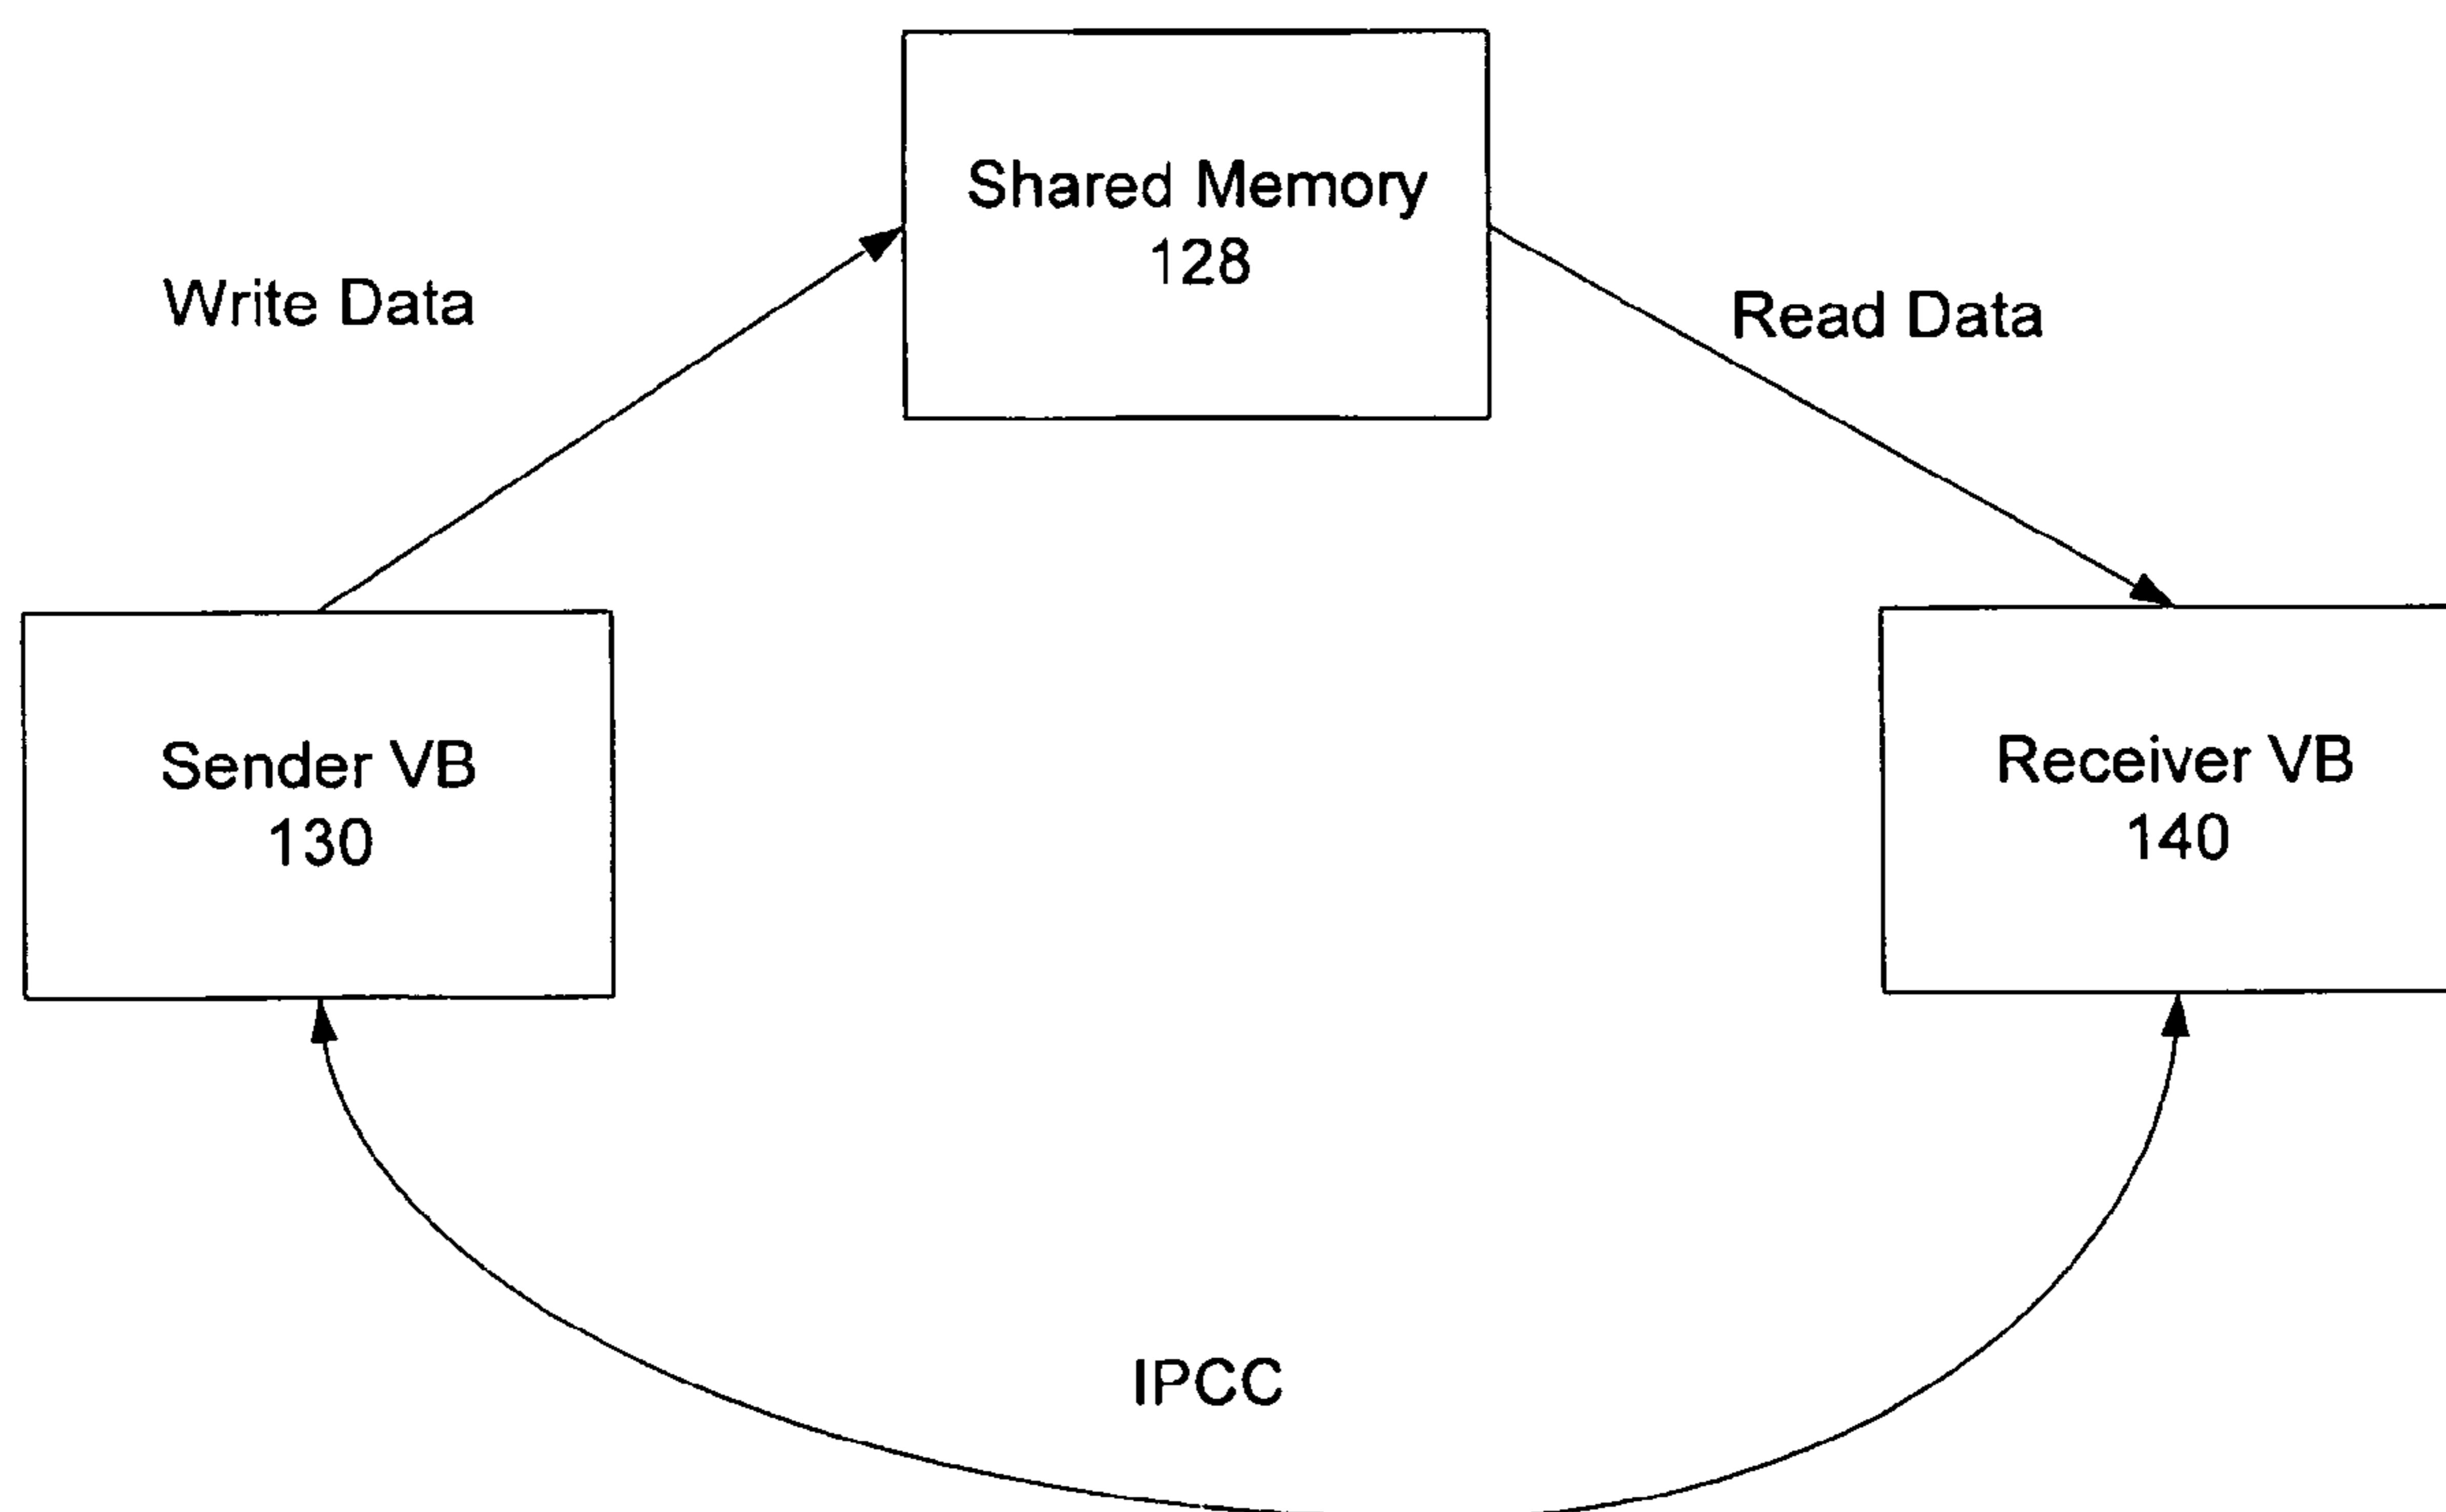 Shared Memory
128
Write Data
Read Data
Sender VB
130
Receiver VB
140
IPCC